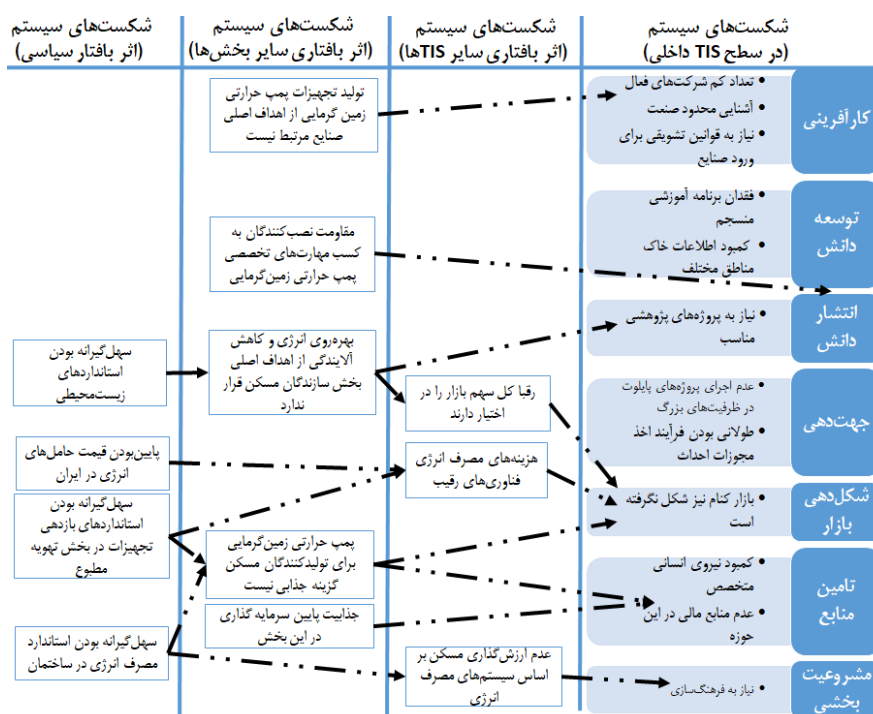 شکست‌های سیستم
(در سطح TIS داخلی)
شکست‌های سیستم
(اثر بافتاری سایر TISها)
شکست‌های سیستم
(اثر بافتاری سایر بخش‌ها)
شکست‌های سیستم
(اثر بافتار سیاسی)
کارآفرینی
• تعداد کم شرکت‌های فعال
• آشنایی محدود صنعت
• نیاز به قوانین تشویقی برای
ورود صنایع
تولید تجهیزات پمپ حرارتی
زمین گرمایی از اهداف اصلی
صنایع مرتبط نیست
توسعه
دانش
• فقدان برنامه آموزشی
منسجم
• کمبود اطلاعات خاک
مناطق مختلف
مقاومت نصب‌کنندگان به
کسب مهارت‌های تخصصی
پمپ حرارتی زمین‌گرمایی
انتشار
دانش
• نیاز به پروژه‌های پژوهشی
مناسب
بهره‌روی انرژی و کاهش
آلایندگی از اهداف اصلی
بخش سازندگان مسکن قرار
ندارد
سهل‌گیرانه بودن
استانداردهای
زیست‌محیطی
جهت‌دهی
• عدم اجرای پروژه‌های پایلوت
در ظرفیت‌های بزرگ
• طولانی بودن فرآیند اخذ
مجوزات احداث
رقبا کل سهم بازار را در
اختیار دارند
هزینه‌های مصرف انرژی
فناوری‌های رقیب
پایین‌بودن قیمت حامل‌های
انرژی در ایران
شکل‌دهی
بازار
• بازار کنام نیز شکل نگرفته
است
سهل‌گیرانه بودن
استانداردهای بازدهی
تجهیزات در بخش تهویه
مطبوع
پمپ حرارتی زمین‌گرمایی
برای تولیدکنندگان مسکن
گزینه جذابی نیست
تامین
منابع
• کمبود نیروی انسانی
متخصص
• عدم منابع مالی در این
حوزه
جذابیت پایین سرمایه گذاری
در این بخش
سهل‌گیرانه بودن استاندارد
مصرف انرژی در ساختمان
عدم ارزش‌گذاری مسکن بر
اساس سیستم‌های مصرف
انرژی
مشروعیت
بخشی
• نیاز به فرهنگ‌سازی